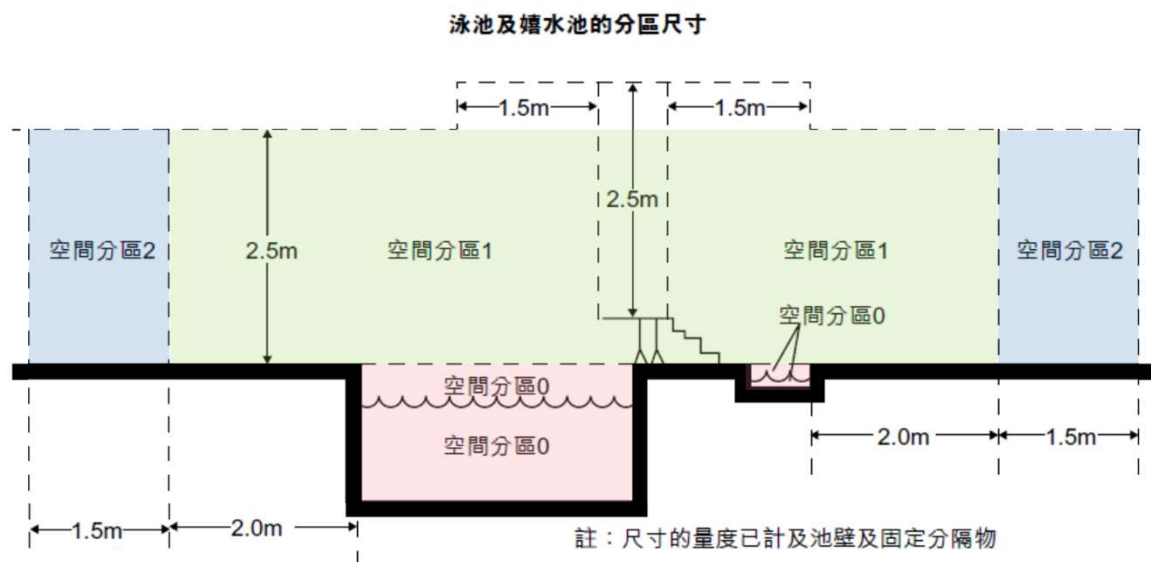 泳池及嬉水池的分區尺寸
1.5m
1.5m
2.5m
空間分區2
2.5m
空間分區1
空間分區1
空間分區2
空間分區0
空間分區0
空間分區0
2.0m
1.5m
1.5m
2.0m
註：尺寸的量度已計及池壁及固定分隔物